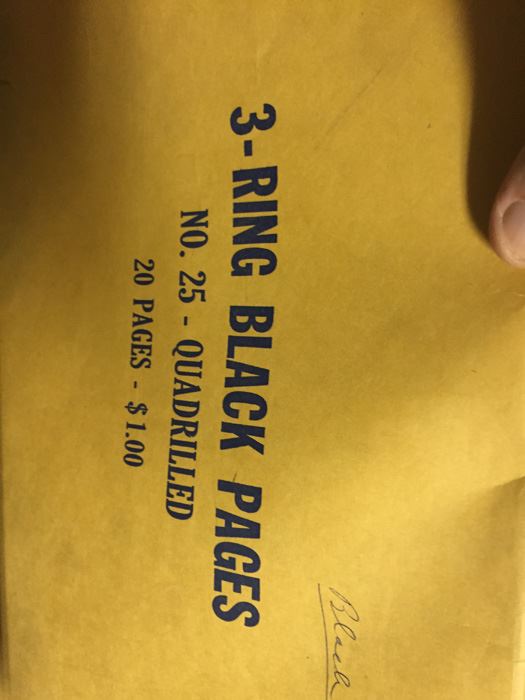 Black
3-RING BLACK PAGES
NO. 25 - QUADRILLED
20 PAGES - $1.00